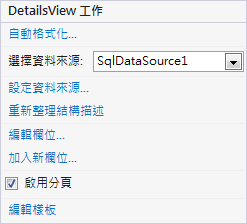 DetailsView 工作
自動格式化...
選擇資料來源: SqlDataSource1
設定資料來源...
重新整理結構描述
編輯欄位...
加入新欄位...
啟用分頁
編輯樣板